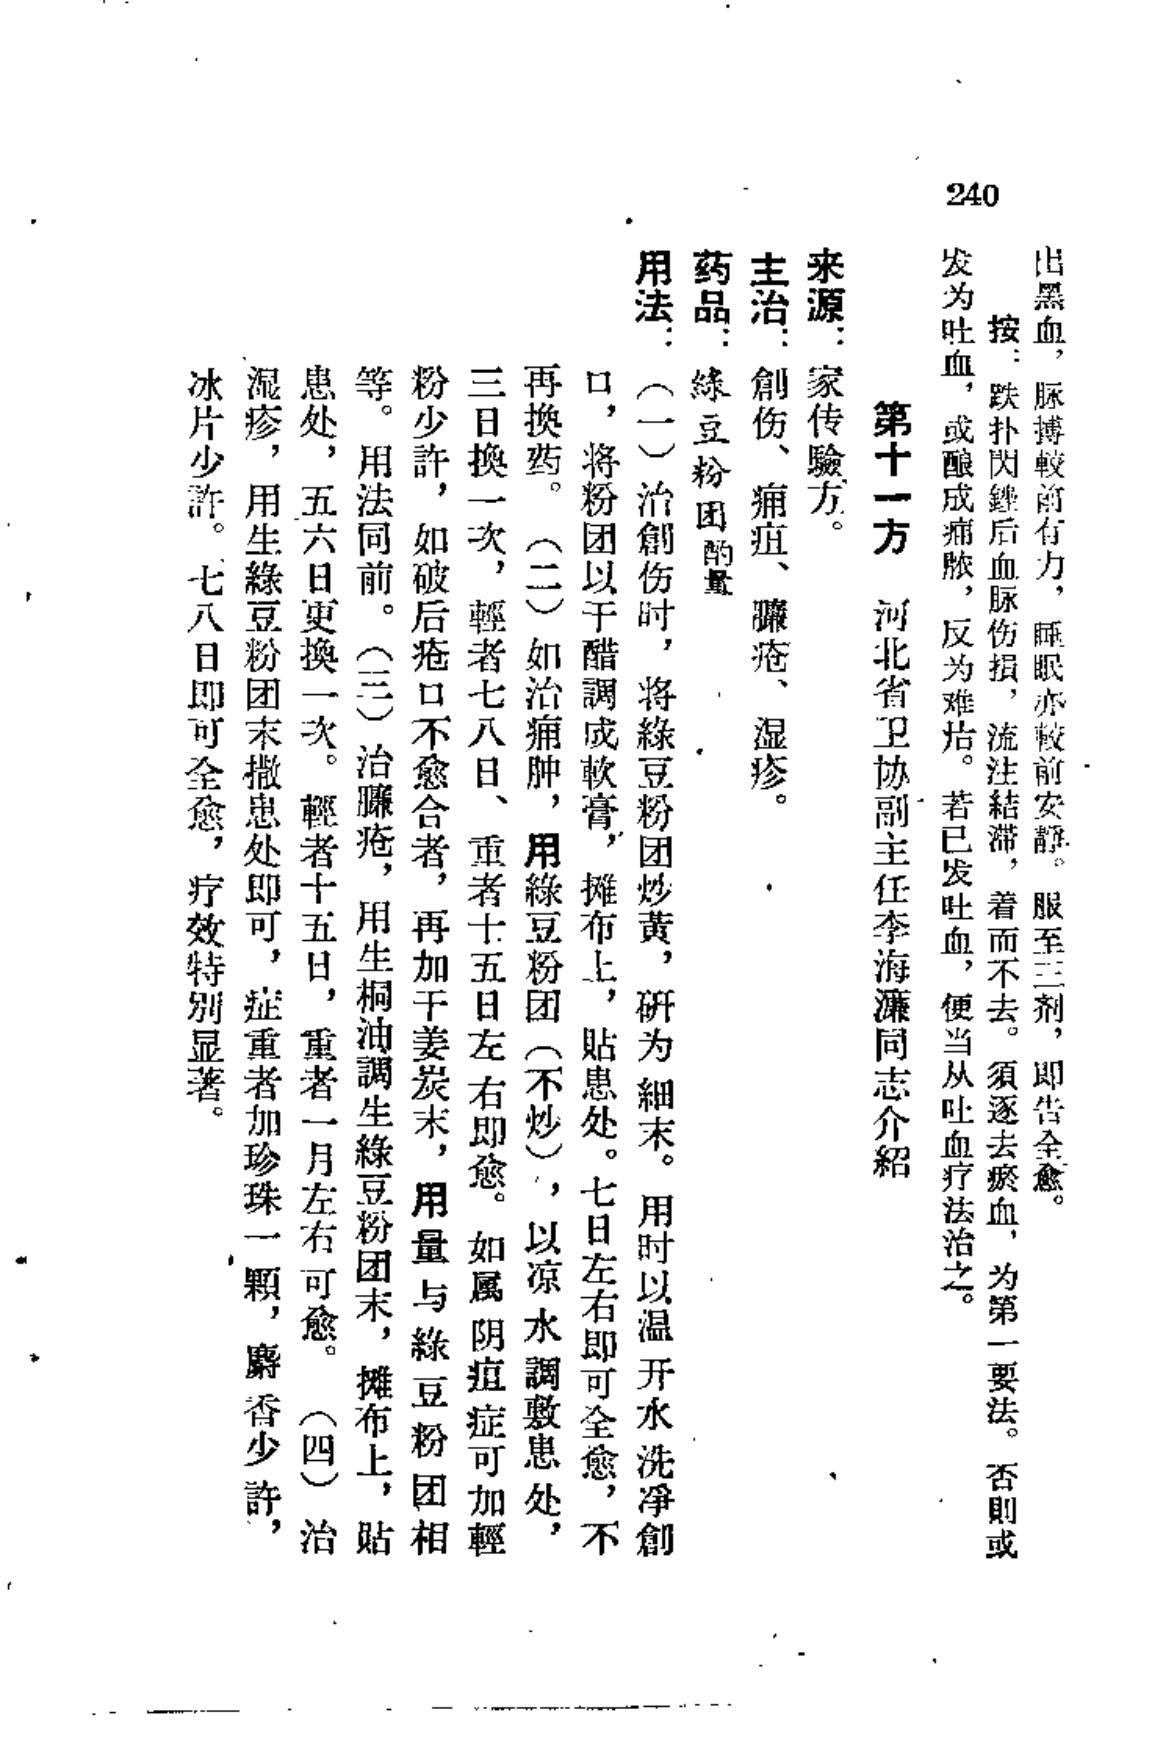 240
出黑血，脉搏較前有力，睡眠亦較前安靜。服至三剂，即告全愈。
按：跌扑閃銼后血脉伤損，流注結滞，着而不去。須逐去瘀血，为第一要法。否則或
发为吐血，或酿成痈脓，反为难治。若已发吐血，便当从吐血疗法治之。
第十一方　河北省卫协副主任李海濂同志介紹
来源：家传驗方。
主治：創伤、痈疽、臁疮、湿疹。
药品：綠豆粉团酌量
用法：（一）治創伤时，将綠豆粉团炒黃，研为細末。用时以温开水洗凈創
口，将粉团以干醋調成軟膏，摊布上，貼患处。七日左右即可全愈，不
再換药。（二）如治痈肿，用綠豆粉团（不炒），以凉水調敷患处，
三日換一次，輕者七八日、重者十五日左右即愈。如属阴疽症可加輕
粉少許，如破后疮口不愈合者，再加干姜炭末，用量与綠豆粉团相
等。用法同前。（三）治臁疮，用生桐油調生綠豆粉团末，摊布上，貼
患处，五六日更換一次。輕者十五日，重者一月左右可愈。（四）治
湿疹，用生綠豆粉团末撒患处即可，症重者加珍珠一顆，麝香少許，
冰片少許。七八日即可全愈，疗效特别显著。